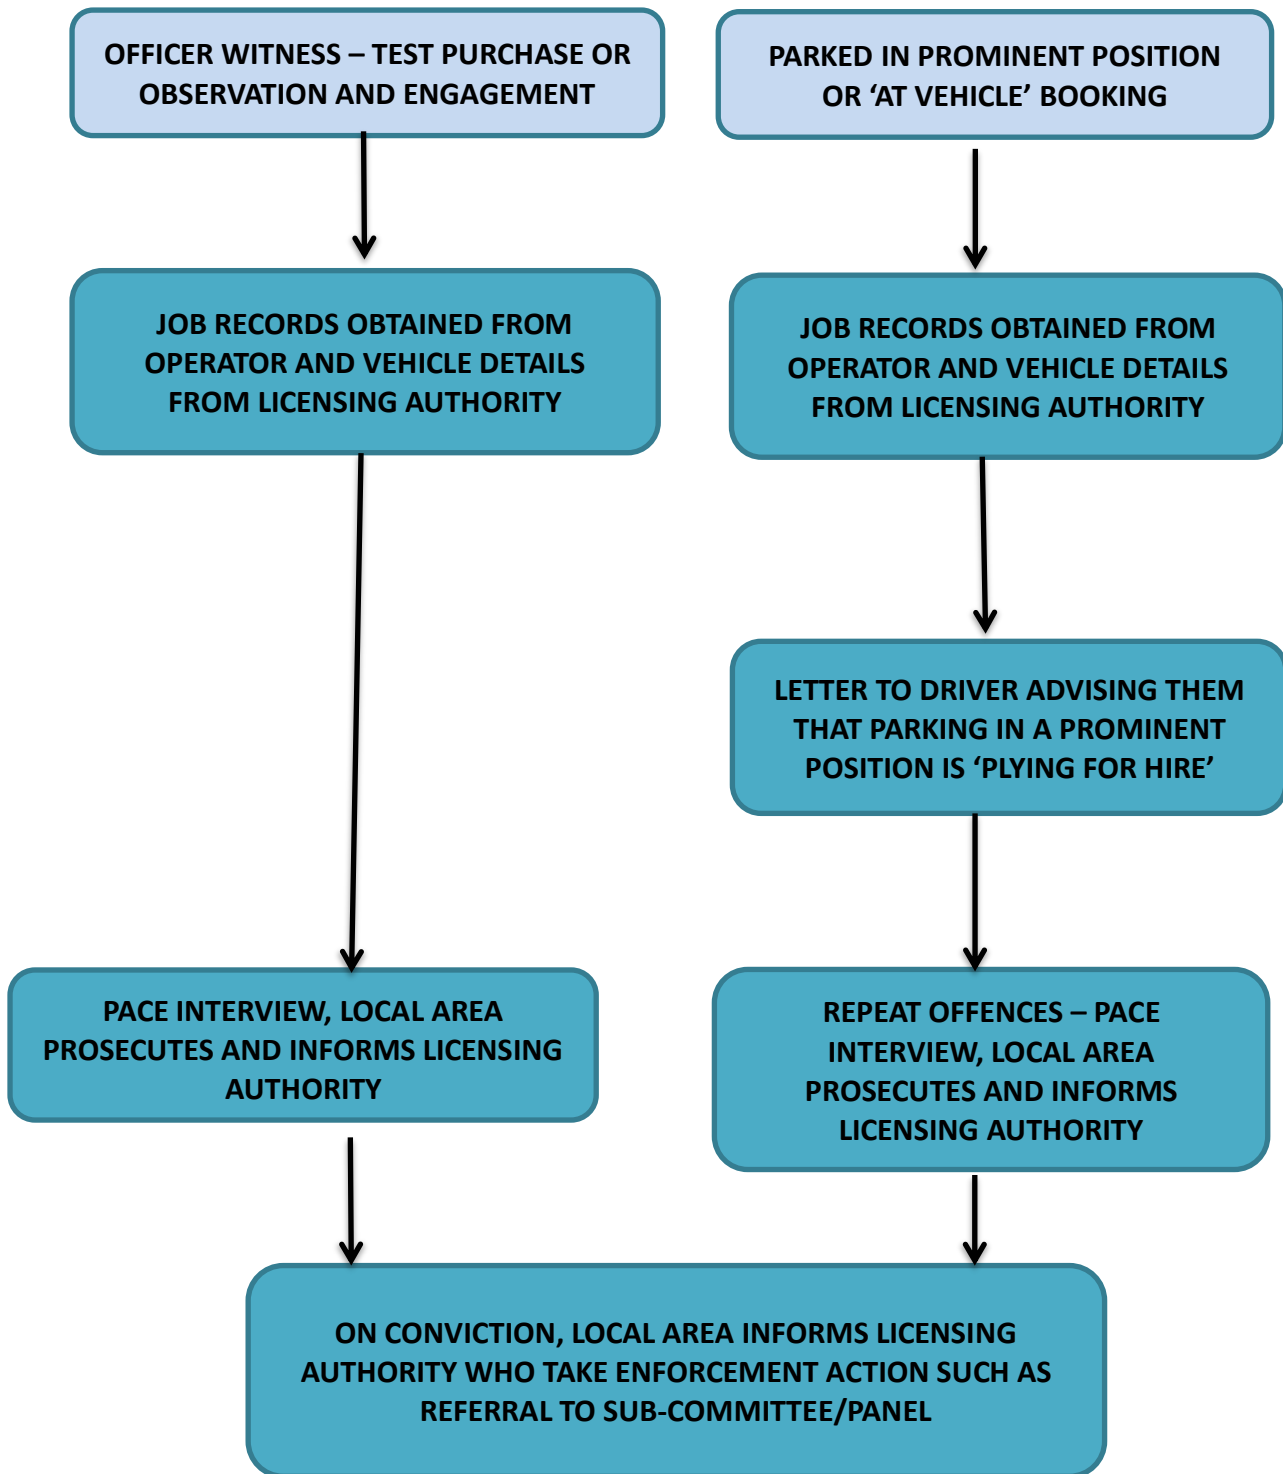 OFFICER WITNESS – TEST PURCHASE OR
OBSERVATION AND ENGAGEMENT
PARKED IN PROMINENT POSITION
OR ‘AT VEHICLE’ BOOKING
JOB RECORDS OBTAINED FROM
OPERATOR AND VEHICLE DETAILS
FROM LICENSING AUTHORITY
JOB RECORDS OBTAINED FROM
OPERATOR AND VEHICLE DETAILS
FROM LICENSING AUTHORITY
LETTER TO DRIVER ADVISING THEM
THAT PARKING IN A PROMINENT
POSITION IS ‘PLYING FOR HIRE’
PACE INTERVIEW, LOCAL AREA
PROSECUTES AND INFORMS LICENSING
AUTHORITY
REPEAT OFFENCES – PACE
INTERVIEW, LOCAL AREA
PROSECUTES AND INFORMS
LICENSING AUTHORITY
ON CONVICTION, LOCAL AREA INFORMS LICENSING
AUTHORITY WHO TAKE ENFORCEMENT ACTION SUCH AS
REFERRAL TO SUB-COMMITTEE/PANEL